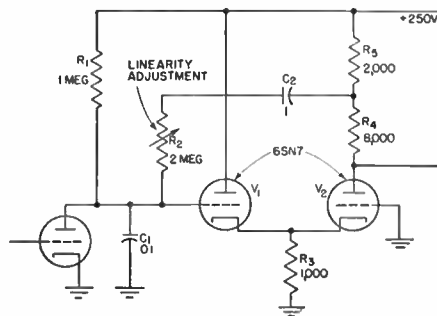 +250V
R1
1 MEG
LINEARITY
ADJUSTMENT
C2
1
R5
2,000
R2
2 MEG
R4
8,000
6SN7
V1
V2
C1
01
R3
1,000